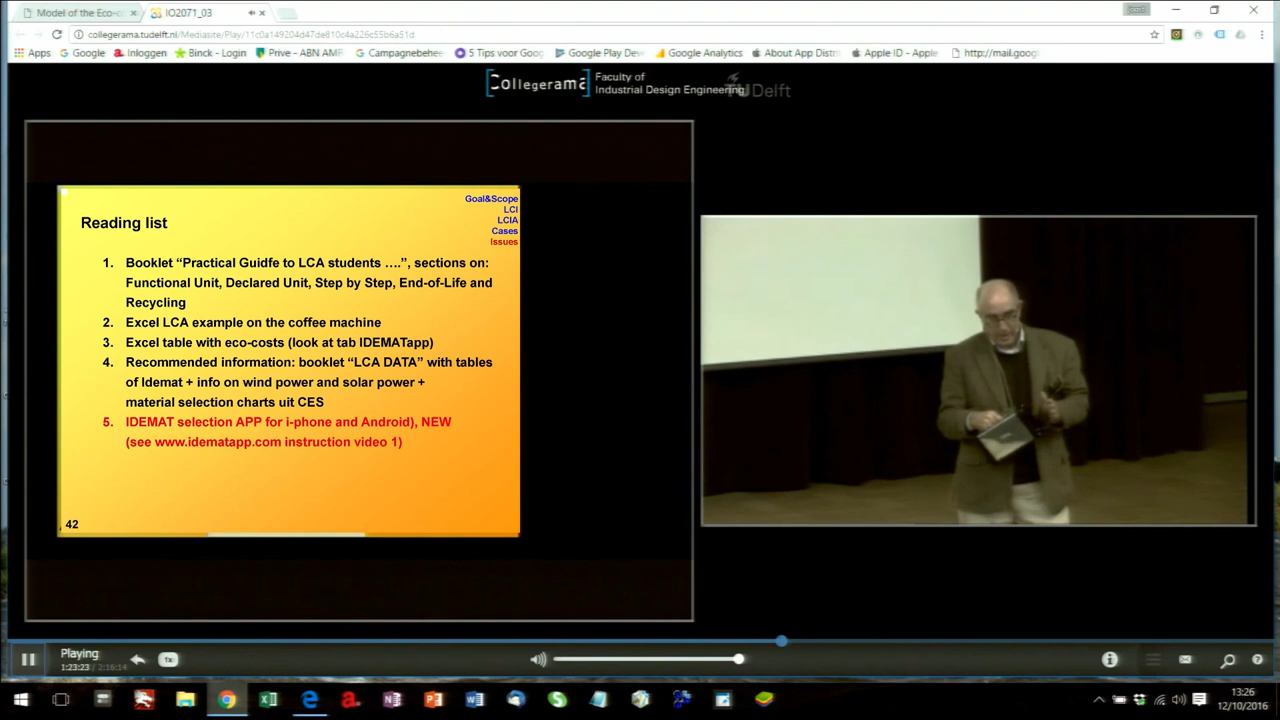 Model of the Eco-c
IO2071_03
collegerama.tudelft.nl/Mediasite/Play/11c0a149204d47de810c4a226c55b6a51d
Apps
Google
Inloggen
Binck - Login
Prive - ABN AMR
Campagnebehee
5 Tips voor Goog
Google Play Dev
Google Analytics
About App Distri
Apple ID - Apple
http://mail.goog
Collegerama
Faculty of
Industrial Design Engineering
TUDelft
Goal&Scope
LCI
LCIA
Cases
Issues
Reading list
1. Booklet “Practical Guidfe to LCA students ….”, sections on:
Functional Unit, Declared Unit, Step by Step, End-of-Life and
Recycling
2. Excel LCA example on the coffee machine
3. Excel table with eco-costs (look at tab IDEMATapp)
4. Recommended information: booklet “LCA DATA” with tables
of Idemat + info on wind power and solar power +
material selection charts uit CES
5. IDEMAT selection APP for i-phone and Android), NEW
(see www.idematapp.com instruction video 1)
42
Playing
1:23:23 / 2:16:14
1x
13:26
12/10/2016